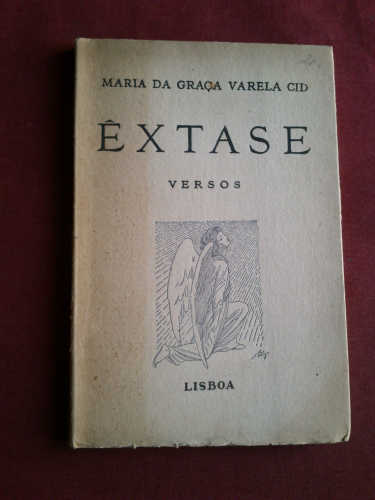 MARIA DA GRAÇA VARELA CID
ÊXTASE
VERSOS
LISBOA